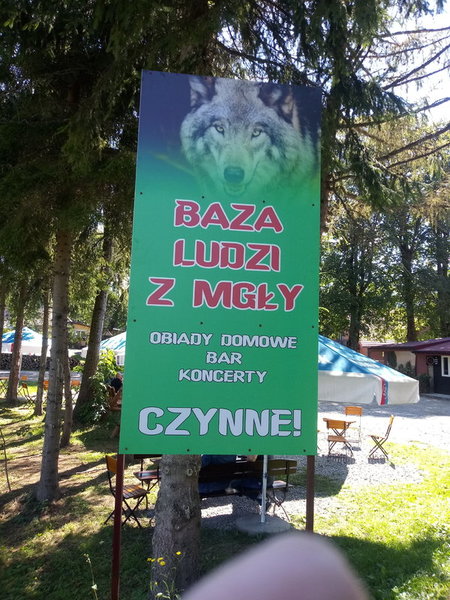 BAZA
LUDZI
Z MGŁY
OBIADY DOMOWE
BAR
KONCERTY
CZYNNE!